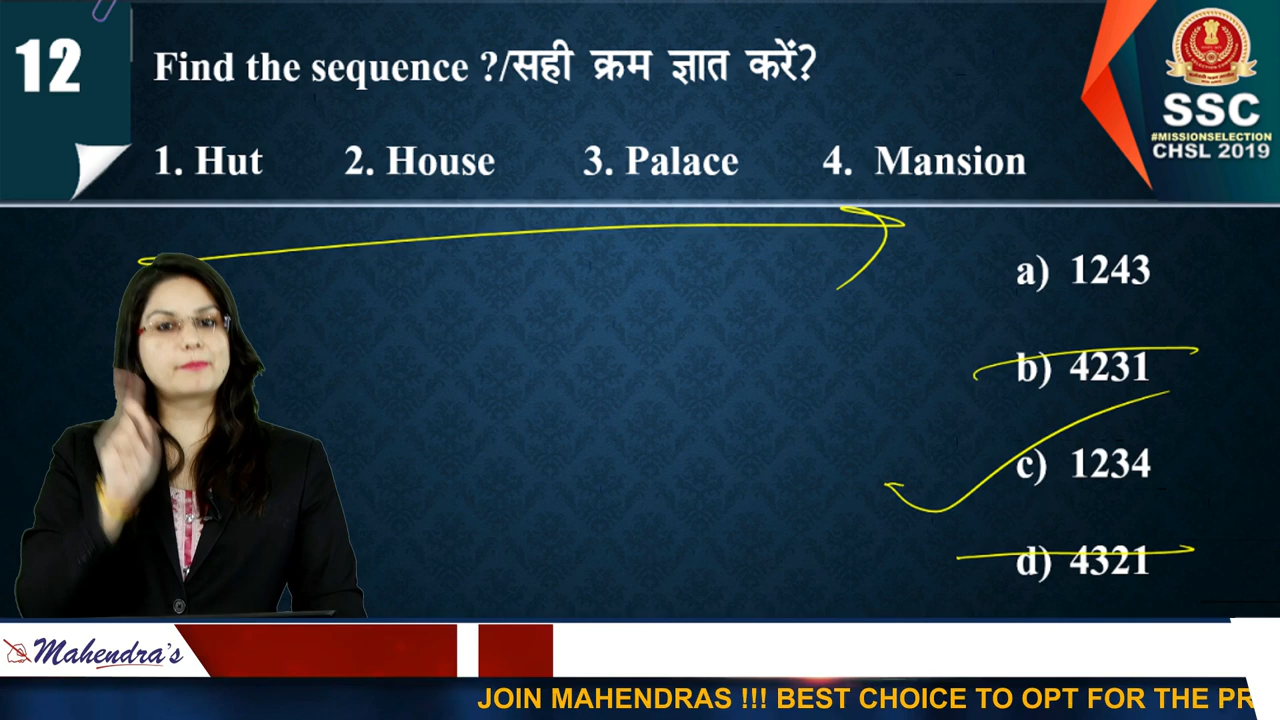 12
Find the sequence ?/सही क्रम ज्ञात करें?
1. Hut 2. House 3. Palace 4. Mansion
SSC
#MISSIONSELECTION
CHSL 2019
a) 1243
b) 4231
c) 1234
d) 4321
Mahendra's
JOIN MAHENDRAS !!! BEST CHOICE TO OPT FOR THE PR